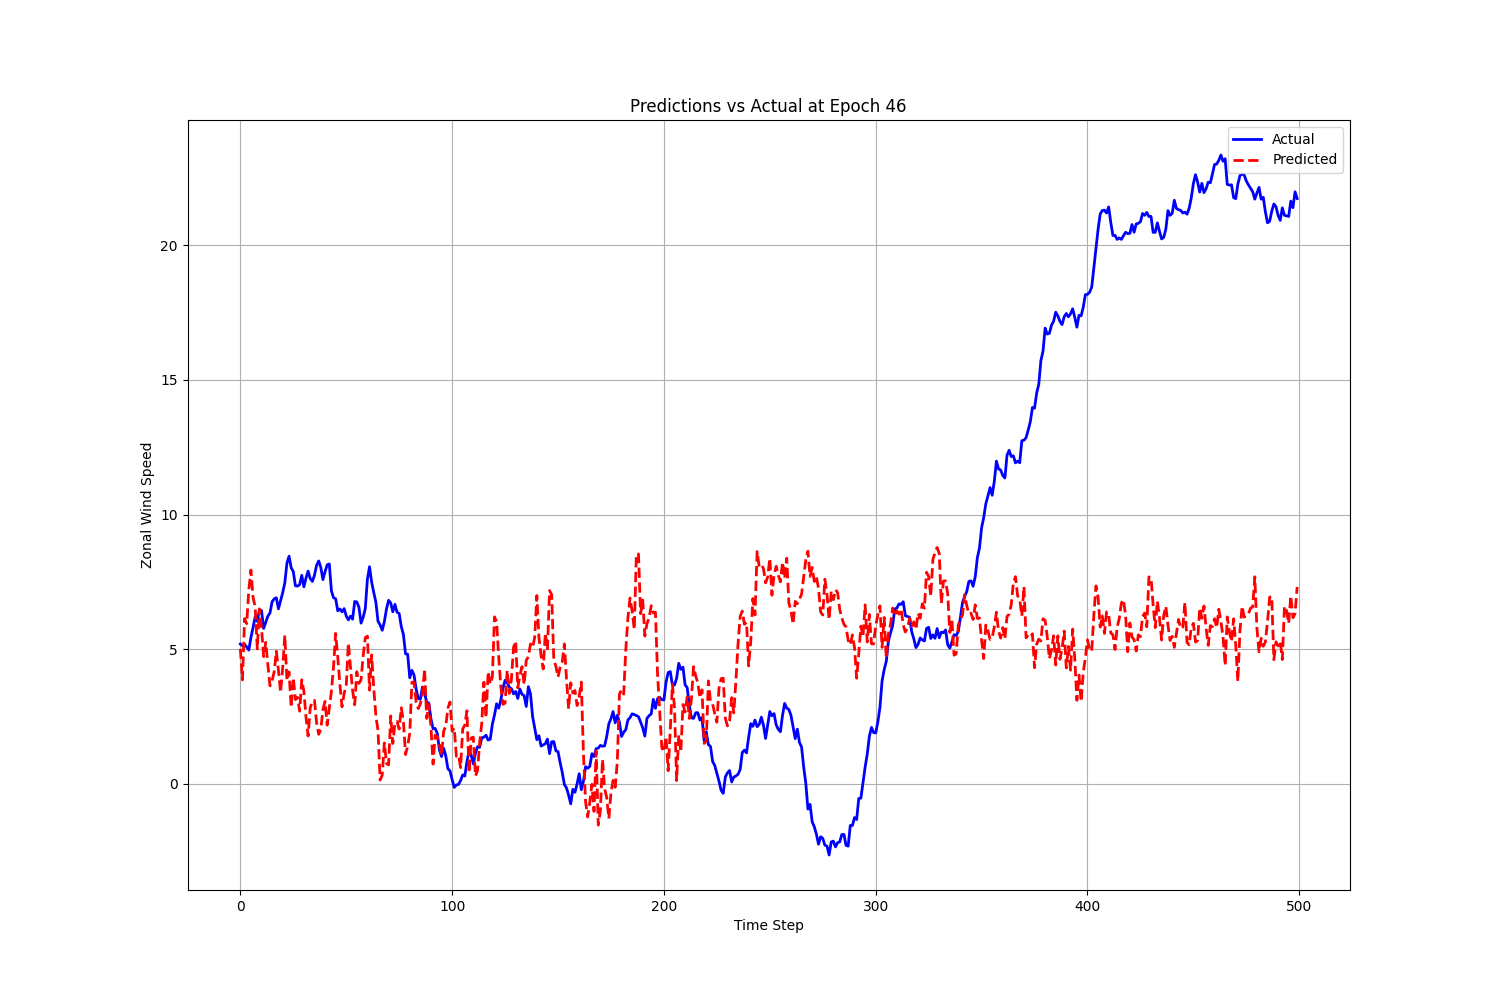 Predictions vs Actual at Epoch 46
Actual
Predicted
Zonal Wind Speed
20
15
10
5
0
0 100 200 300 400 500
Time Step